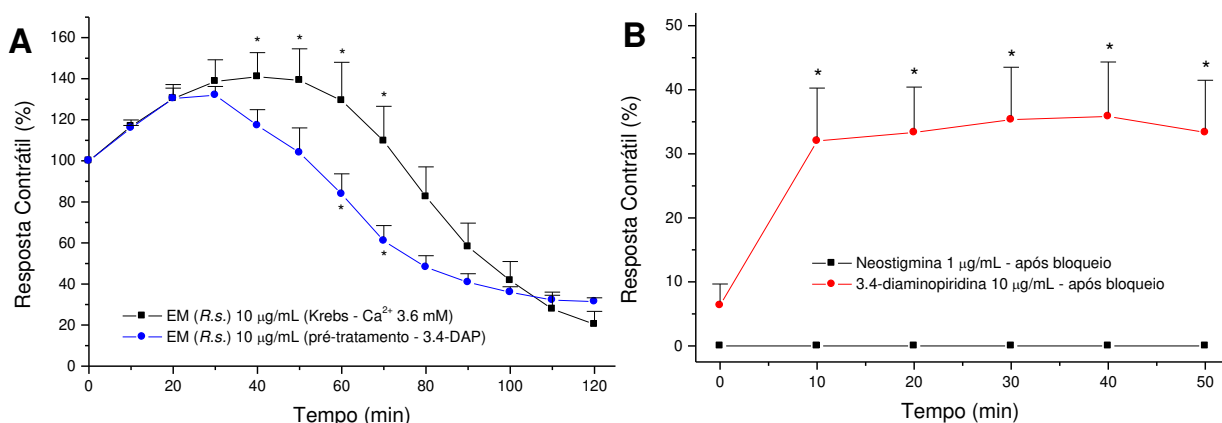 A
160
140
120
100
80
60
40
20
0
Resposta Contrátil (%)
* * * *
* *
EM (R.s.) 10 μg/mL (Krebs - Ca²⁺ 3.6 mM)
EM (R.s.) 10 μg/mL (pré-tratamento - 3.4-DAP)
0 20 40 60 80 100 120
Tempo (min)
B
50
40
30
20
10
0
Resposta Contrátil (%)
* * * * *
Neostigmina 1 μg/mL - após bloqueio
3.4-diaminopiridina 10 μg/mL - após bloqueio
0 10 20 30 40 50
Tempo (min)